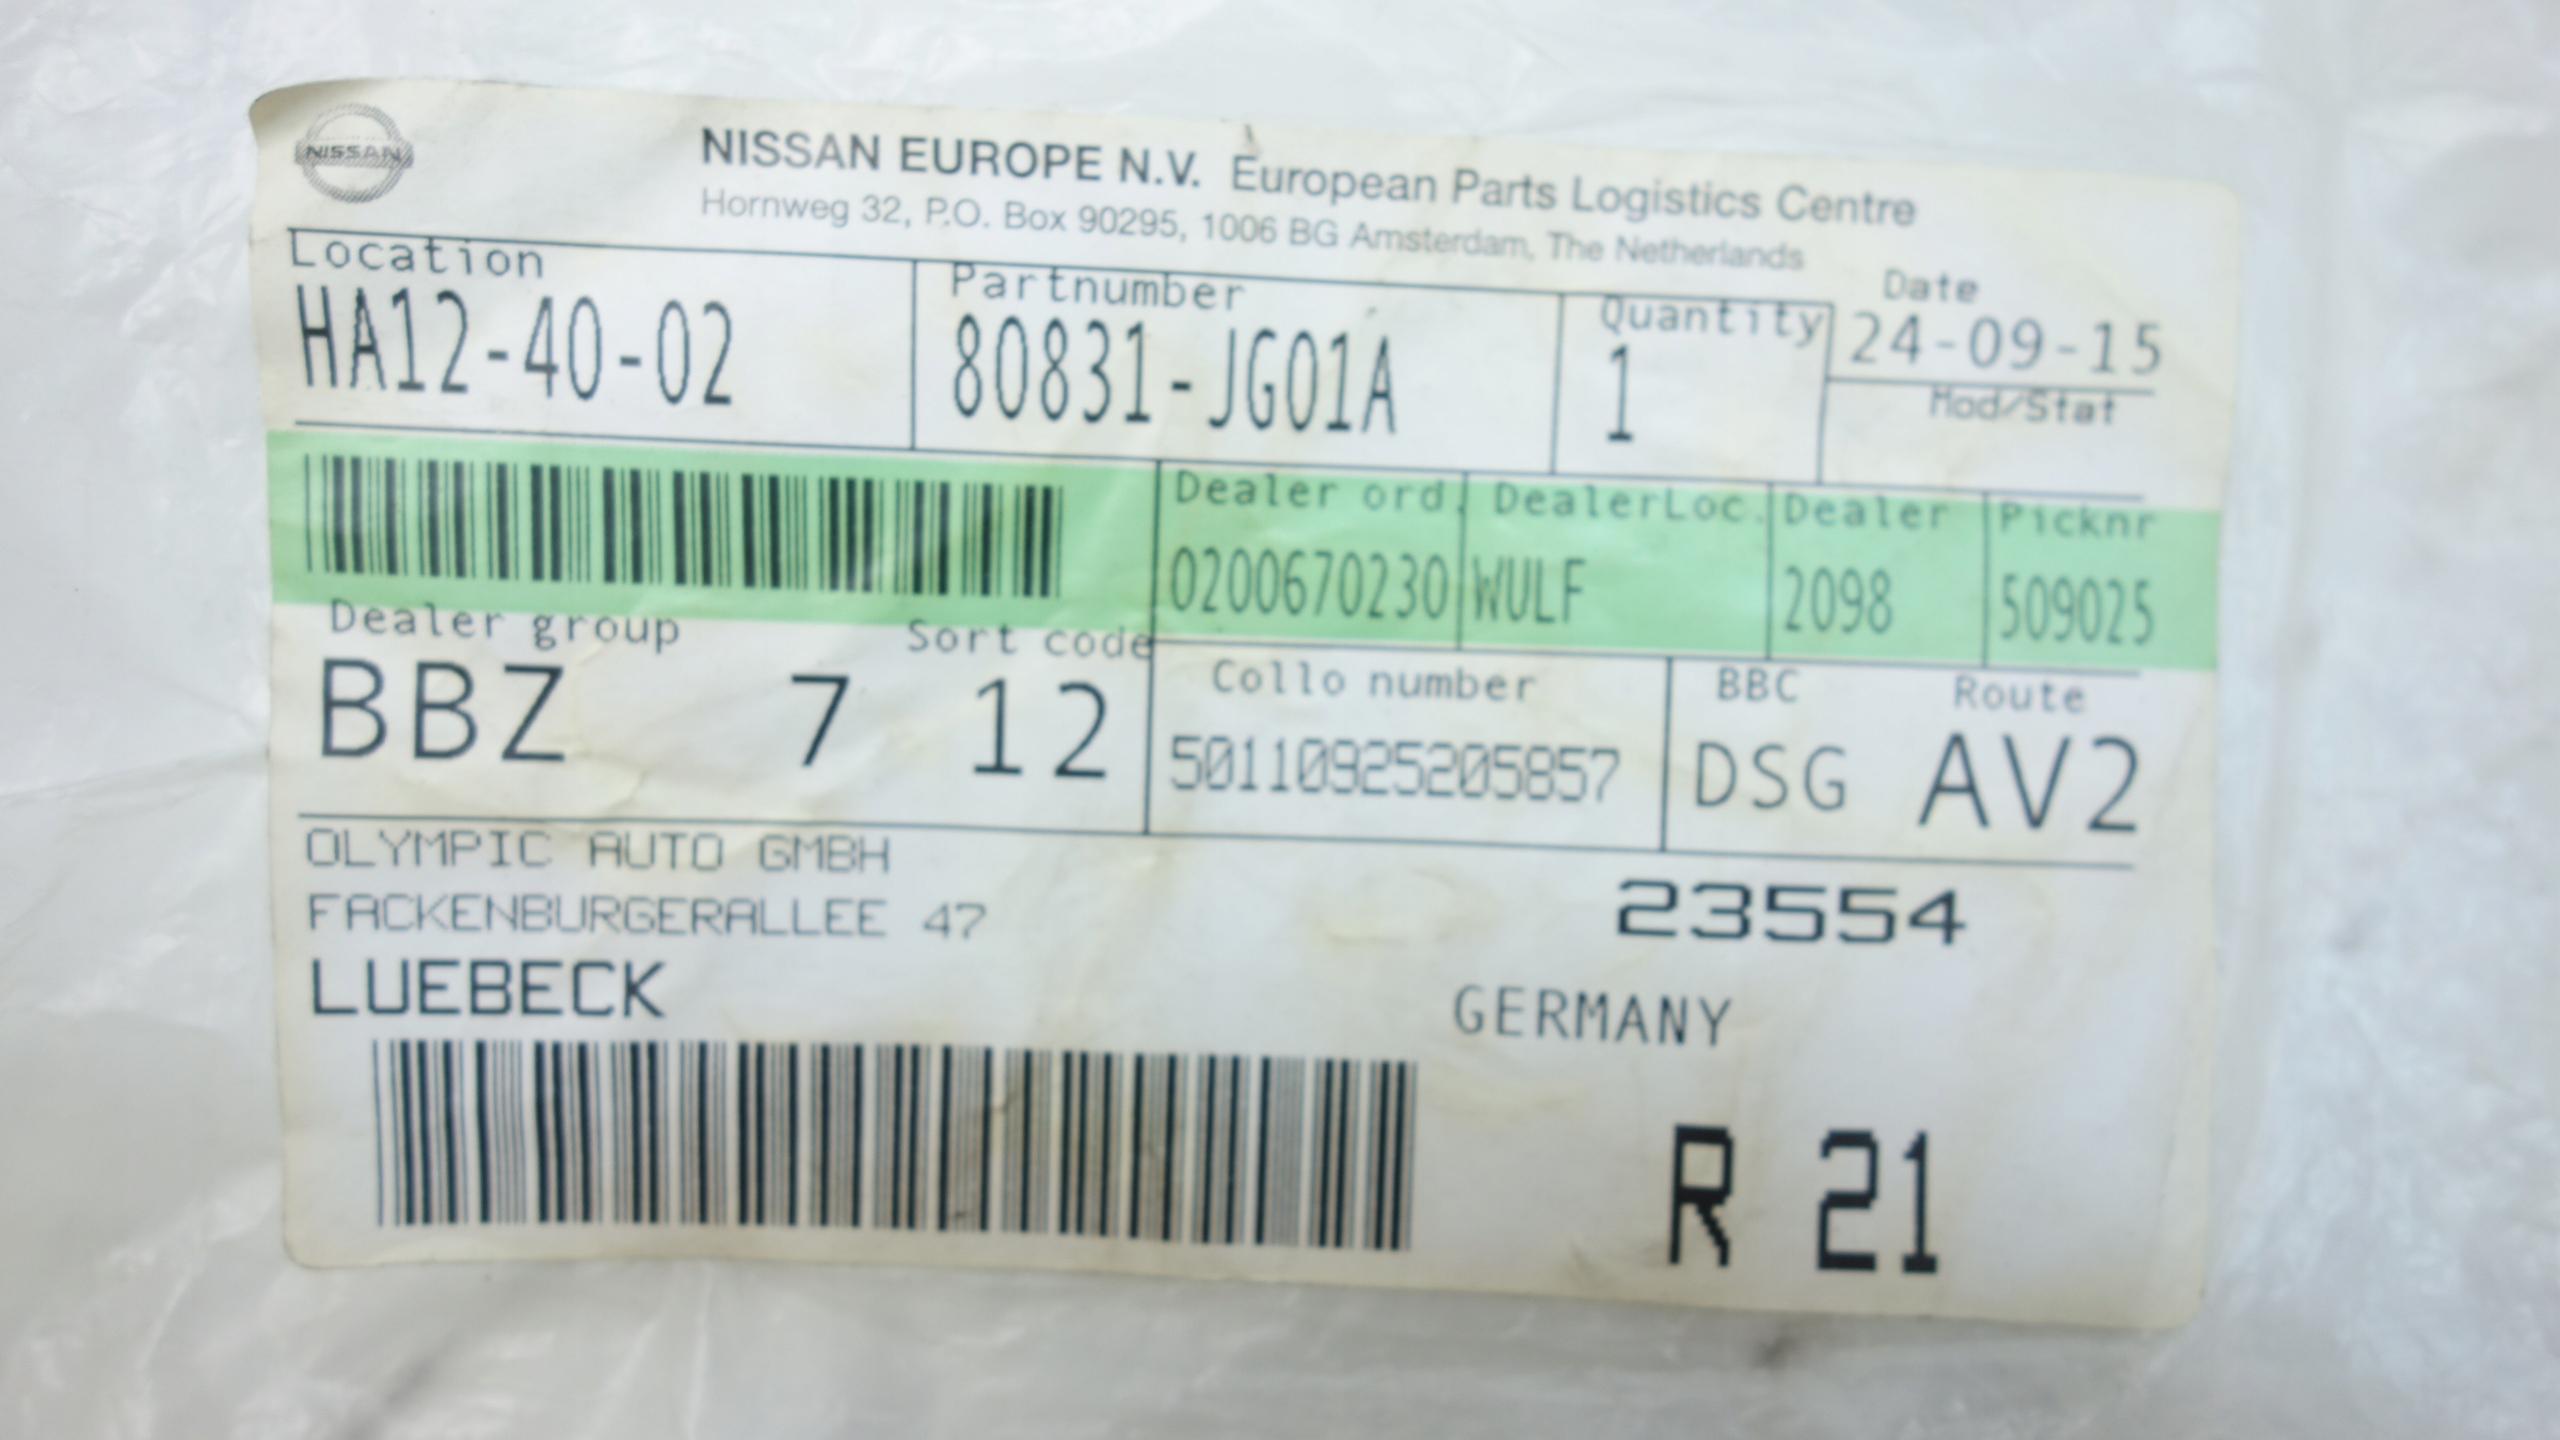 NISSAN
NISSAN EUROPE N.V. European Parts Logistics Centre
Hornweg 32, P.O. Box 90295, 1006 BG Amsterdam, The Netherlands
Location Partnumber Quantity Date
HA12-40-02 80831-JG01A 1 24-09-15
Mod/Stat
Dealer ord. DealerLoc. Dealer Picknr
0200670230 WULF 2098 509025
Dealer group Sort code Collo number BBC Route
BBZ 7 12 50110925205857 DSG AV2
OLYMPIC AUTO GMBH
FACKENBURGERALLEE 47 23554
LUEBECK GERMANY
R 21